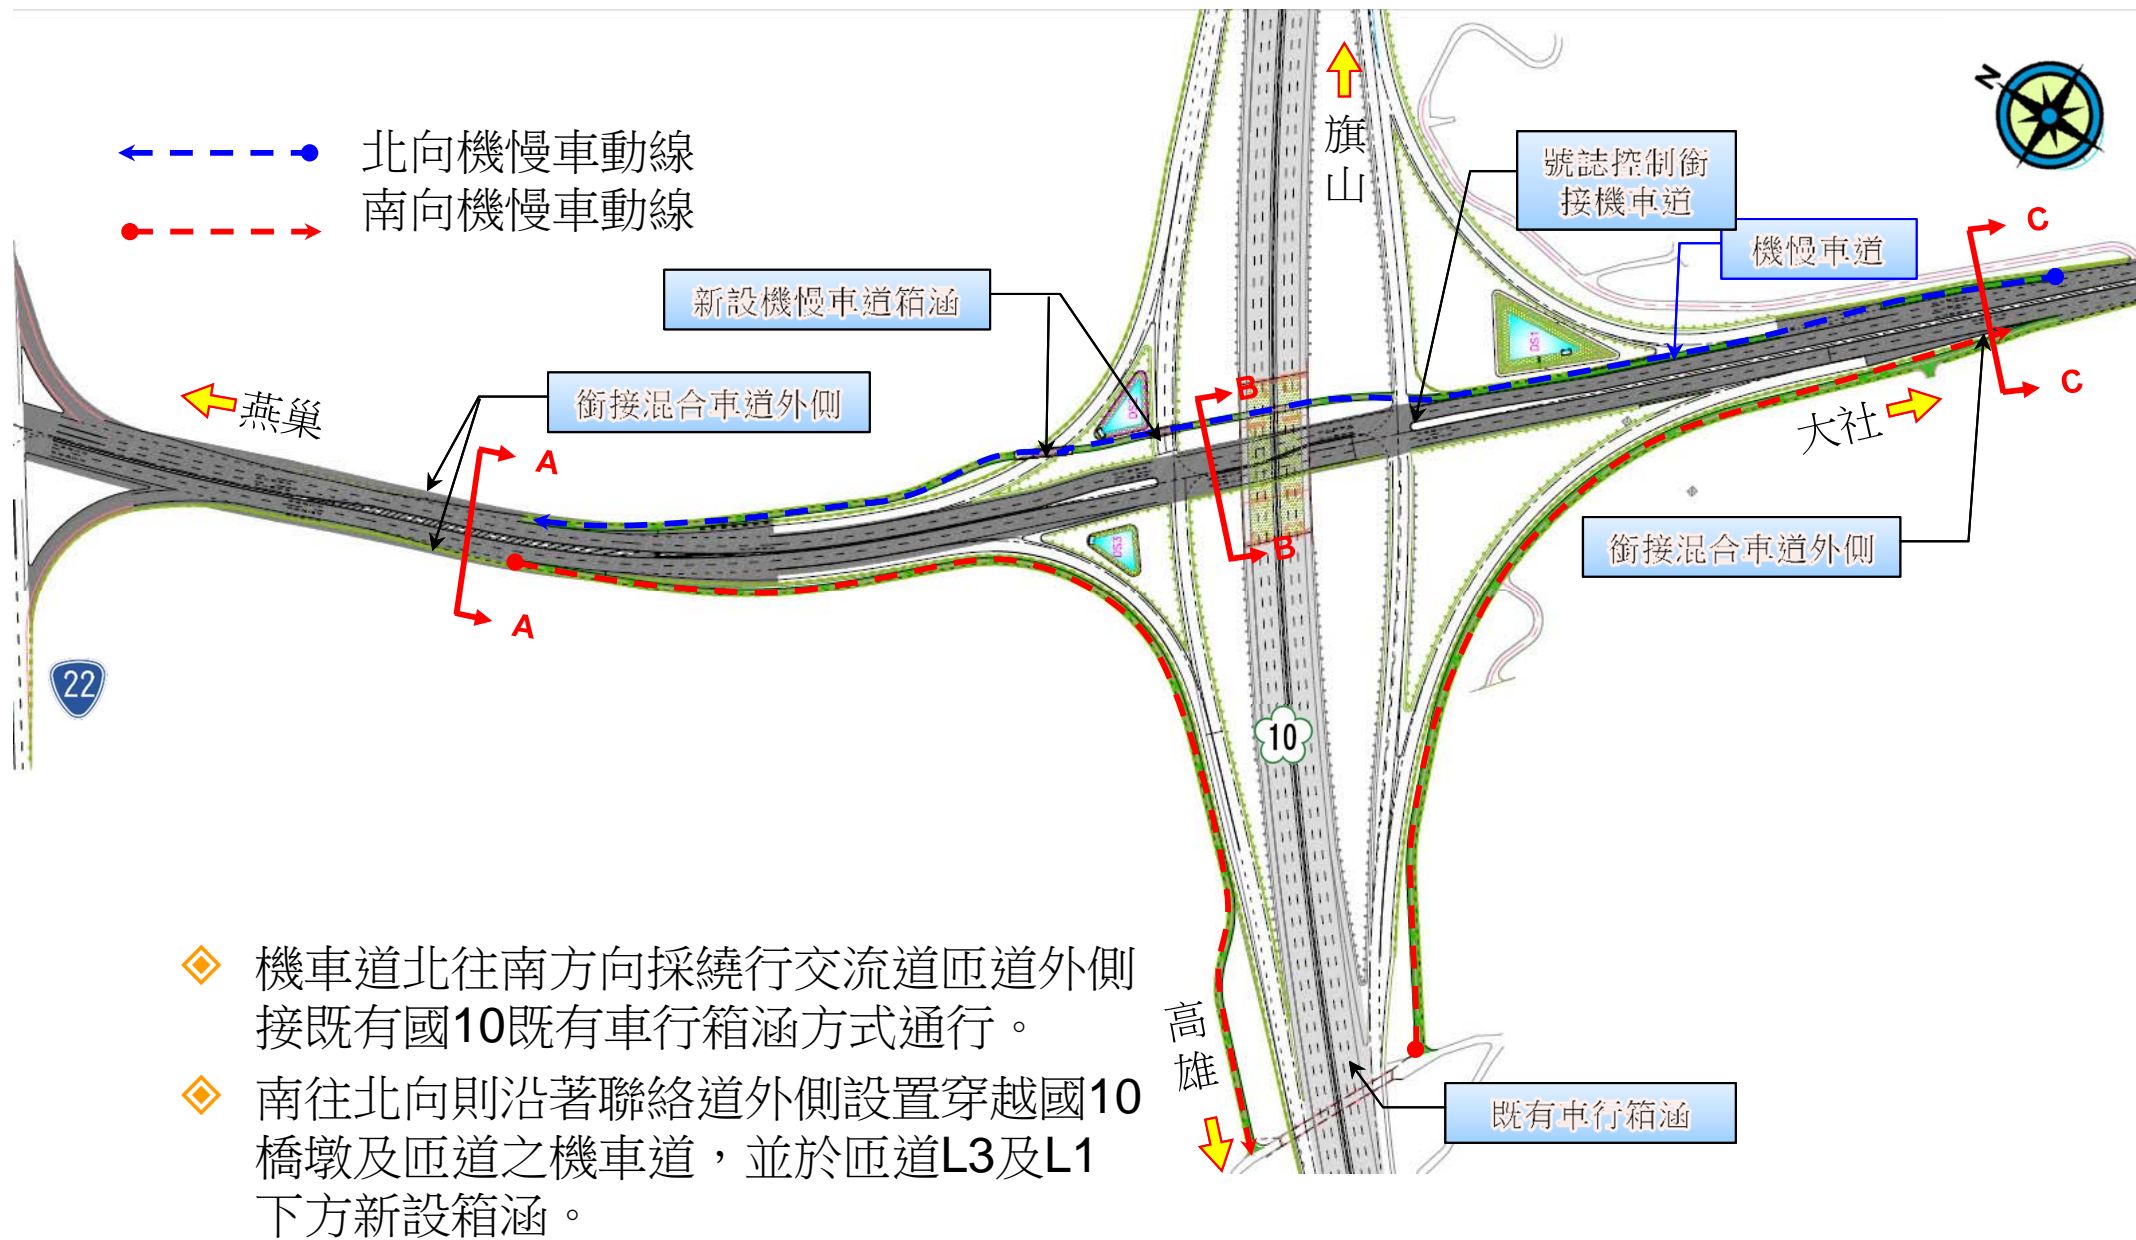 北向機慢車動線
南向機慢車動線
旗山
N
號誌控制銜
接機車道
機慢車道
C
新設機慢車道箱涵
DS1
銜接混合車道外側
燕巢
B
大社
C
A
銜接混合車道外側
B
DS3
A
22
10
機車道北往南方向採繞行交流道匝道外側
接既有國10既有車行箱涵方式通行。
南往北向則沿著聯絡道外側設置穿越國10
橋墩及匝道之機車道，並於匝道L3及L1
下方新設箱涵。
高雄
既有車行箱涵